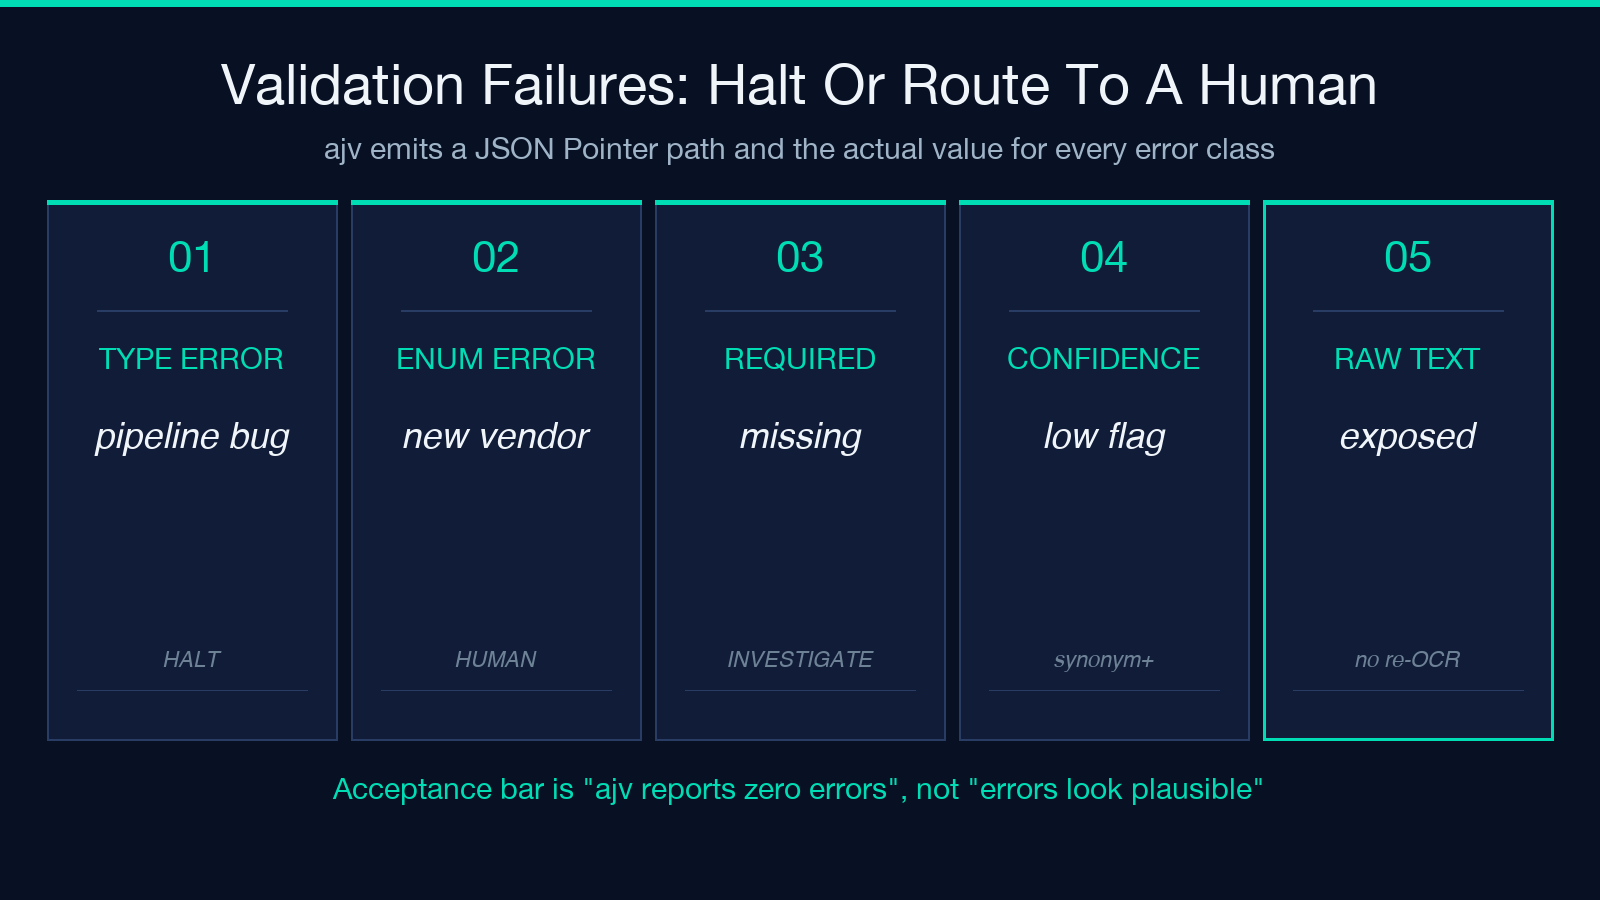 Validation Failures: Halt Or Route To A Human
ajv emits a JSON Pointer path and the actual value for every error class
01
TYPE ERROR
pipeline bug
HALT
02
ENUM ERROR
new vendor
HUMAN
03
REQUIRED
missing
INVESTIGATE
04
CONFIDENCE
low flag
synonym+
05
RAW TEXT
exposed
no re-OCR
Acceptance bar is "ajv reports zero errors", not "errors look plausible"